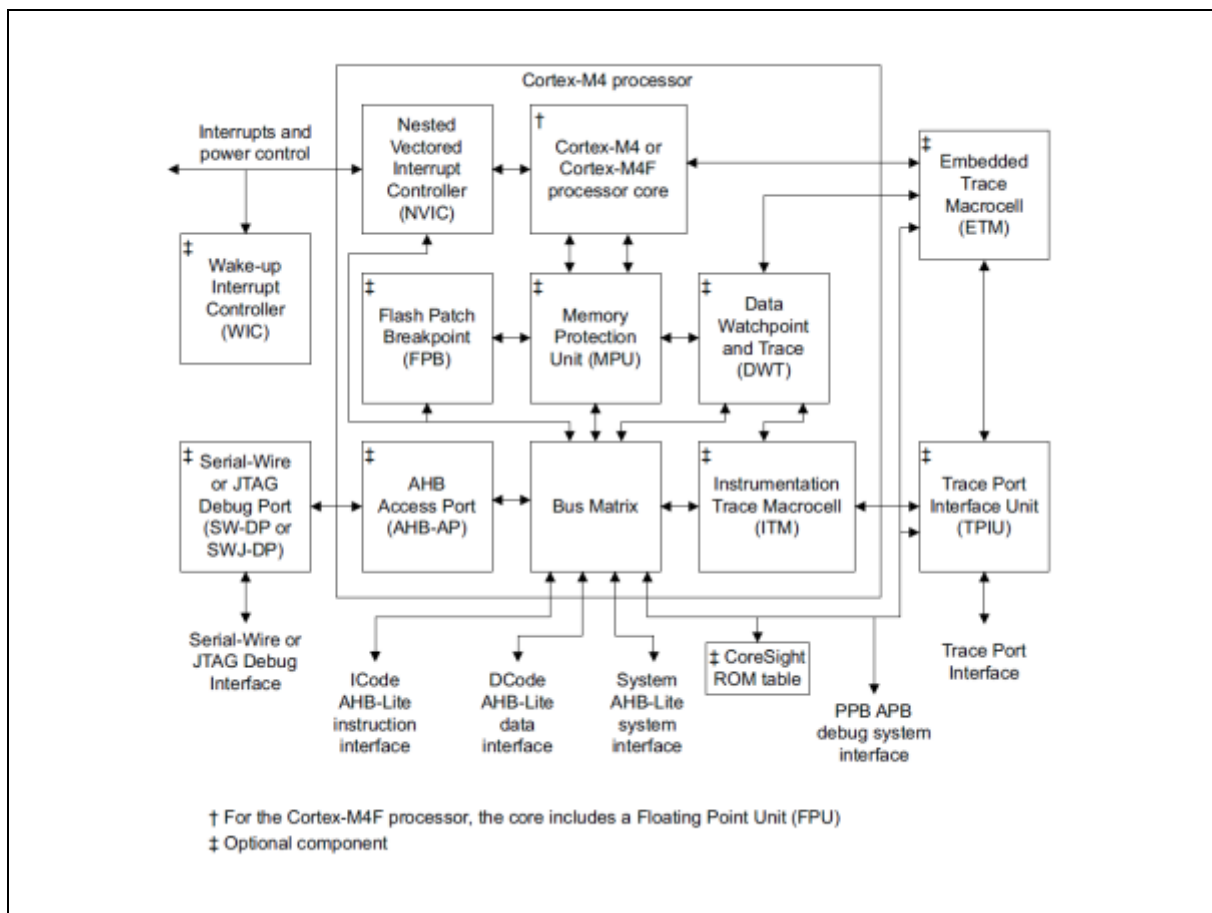 Cortex-M4 processor
Interrupts and
power control
Nested
Vectored
Interrupt
Controller
(NVIC)
†
Cortex-M4 or
Cortex-M4F
processor core
‡
Embedded
Trace
Macrocell
(ETM)
‡
Wake-up
Interrupt
Controller
(WIC)
‡
Flash Patch
Breakpoint
(FPB)
‡
Memory
Protection
Unit (MPU)
‡
Data
Watchpoint
and Trace
(DWT)
‡
Serial-Wire
or JTAG
Debug Port
(SW-DP or
SWJ-DP)
‡
AHB
Access Port
(AHB-AP)
Bus Matrix
‡
Instrumentation
Trace Macrocell
(ITM)
‡
Trace Port
Interface Unit
(TPIU)
Serial-Wire or
JTAG Debug
Interface
ICode
AHB-Lite
instruction
interface
DCode
AHB-Lite
data
interface
System
AHB-Lite
system
interface
‡ CoreSight
ROM table
PPB APB
debug system
interface
Trace Port
Interface
† For the Cortex-M4F processor, the core includes a Floating Point Unit (FPU)
‡ Optional component